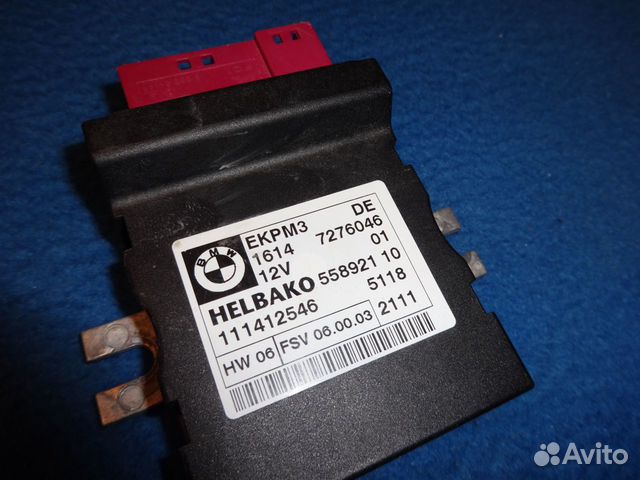 BMW
EKPM3 DE
1614 7276046
12V 01
HELBAKO 558921 10
111412546 5118
HW 06 FSV 06.00.03 2111
Avito